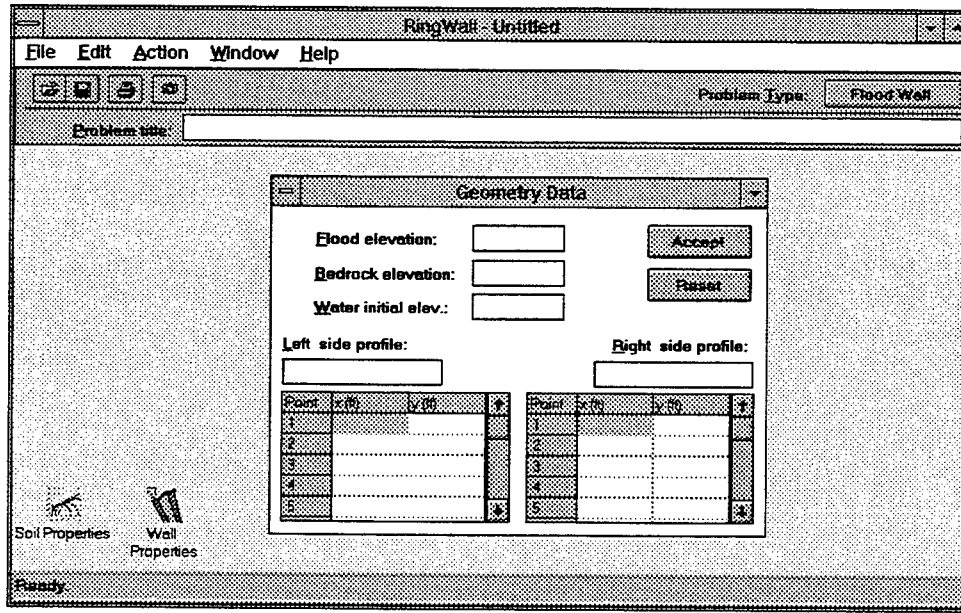 RingWall - Untitled
File Edit Action Window Help
Problem Type: Flood Wall
Problem title:
Geometry Data
Flood elevation:
Accept
Bedrock elevation:
Reset
Water initial elev.:
Left side profile:
Right side profile:
Point x (ft) y (ft)
1
2
3
4
5
Point x (ft) y (ft)
1
2
3
4
5
Soil Properties
Wall
Properties
Ready